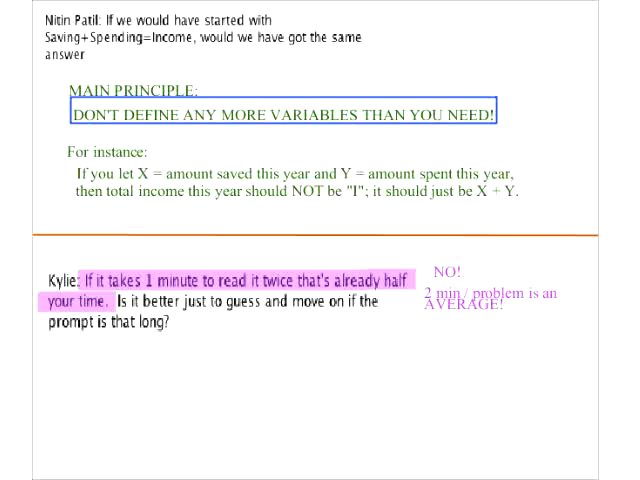 Nitin Patil: If we would have started with
Saving+Spending=Income, would we have got the same
answer
MAIN PRINCIPLE:
DON'T DEFINE ANY MORE VARIABLES THAN YOU NEED!
For instance:
If you let X = amount saved this year and Y = amount spent this year,
then total income this year should NOT be "I"; it should just be X + Y.
Kylie: If it takes 1 minute to read it twice that's already half
your time. Is it better just to guess and move on if the
prompt is that long?
NO!
2 min / problem is an
AVERAGE!